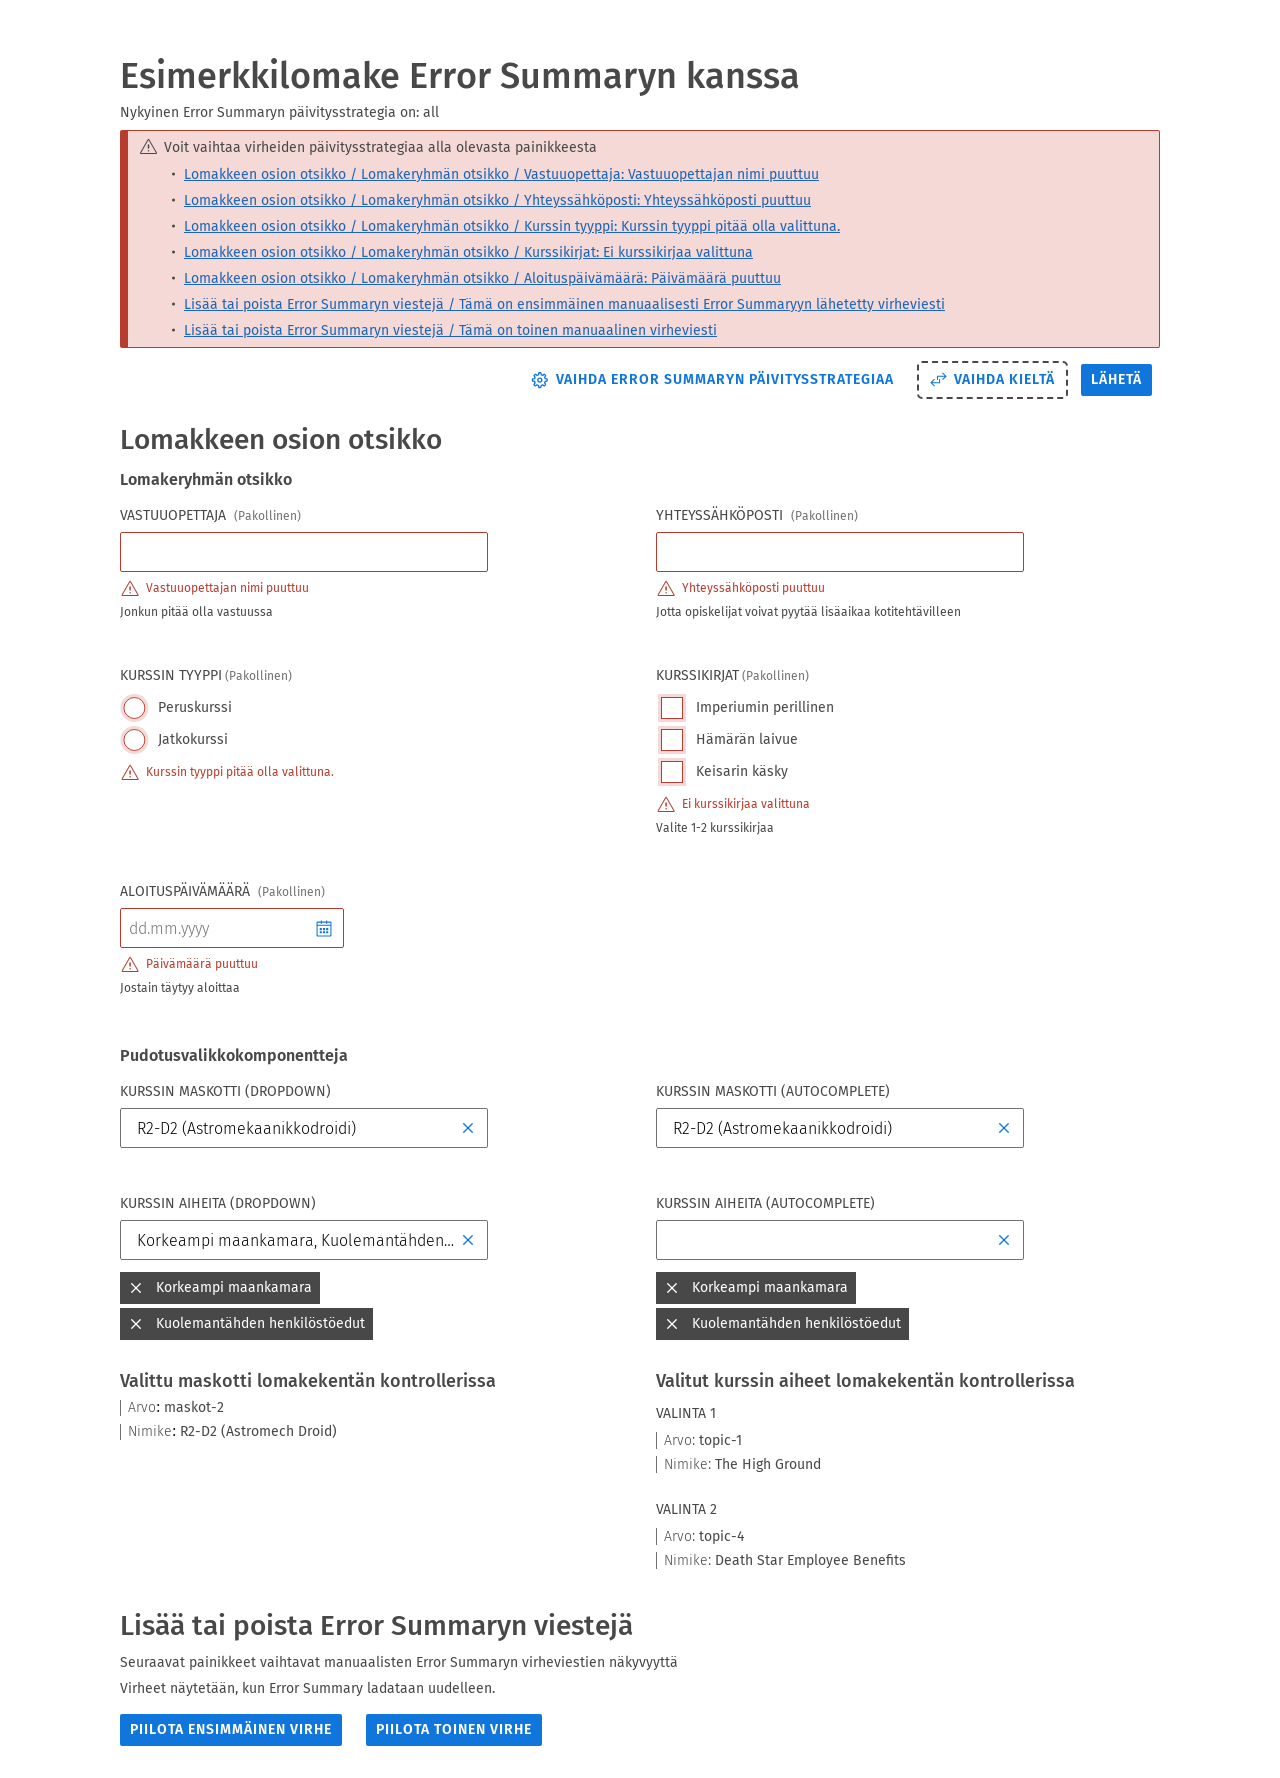 Esimerkkilomake Error Summaryn kanssa
Nykyinen Error Summaryn päivitysstrategia on: all
Voit vaihtaa virheiden päivitysstrategiaa alla olevasta painikkeesta
• Lomakkeen osion otsikko / Lomakeryhmän otsikko / Vastuuopettaja: Vastuuopettajan nimi puuttuu
• Lomakkeen osion otsikko / Lomakeryhmän otsikko / Yhteyssähköposti: Yhteyssähköposti puuttuu
• Lomakkeen osion otsikko / Lomakeryhmän otsikko / Kurssin tyyppi: Kurssin tyyppi pitää olla valittuna.
• Lomakkeen osion otsikko / Lomakeryhmän otsikko / Kurssikirjat: Ei kurssikirjaa valittuna
• Lomakkeen osion otsikko / Lomakeryhmän otsikko / Aloituspäivämäärä: Päivämäärä puuttuu
• Lisää tai poista Error Summaryn viestejä / Tämä on ensimmäinen manuaalisesti Error Summaryyn lähetetty virheviesti
• Lisää tai poista Error Summaryn viestejä / Tämä on toinen manuaalinen virheviesti
VAIHDA ERROR SUMMARYN PÄIVITYSSTRATEGIAA VAIHDA KIELTÄ LÄHETÄ
Lomakkeen osion otsikko
Lomakeryhmän otsikko
VASTUUOPETTAJA (Pakollinen)
Vastuuopettajan nimi puuttuu
Jonkun pitää olla vastuussa
YHTEYSSÄHKÖPOSTI (Pakollinen)
Yhteyssähköposti puuttuu
Jotta opiskelijat voivat pyytää lisäaikaa kotitehtävilleen
KURSSIN TYYPPI (Pakollinen)
Peruskurssi
Jatkokurssi
Kurssin tyyppi pitää olla valittuna.
KURSSIKIRJAT (Pakollinen)
Imperiumin perillinen
Hämärän laivue
Keisarin käsky
Ei kurssikirjaa valittuna
Valite 1-2 kurssikirjaa
ALOITUSPÄIVÄMÄÄRÄ (Pakollinen)
dd.mm.yyyy
Päivämäärä puuttuu
Jostain täytyy aloittaa
Pudotusvalikkokomponentteja
KURSSIN MASKOTTI (DROPDOWN)
R2-D2 (Astromekaanikkodroidi)
KURSSIN MASKOTTI (AUTOCOMPLETE)
R2-D2 (Astromekaanikkodroidi)
KURSSIN AIHEITA (DROPDOWN)
Korkeampi maankamara, Kuolemantähden...
Korkeampi maankamara
Kuolemantähden henkilöstöedut
KURSSIN AIHEITA (AUTOCOMPLETE)
Korkeampi maankamara
Kuolemantähden henkilöstöedut
Valittu maskotti lomakekentän kontrollerissa
Arvo: maskot-2
Nimike: R2-D2 (Astromech Droid)
Valitut kurssin aiheet lomakekentän kontrollerissa
VALINTA 1
Arvo: topic-1
Nimike: The High Ground
VALINTA 2
Arvo: topic-4
Nimike: Death Star Employee Benefits
Lisää tai poista Error Summaryn viestejä
Seuraavat painikkeet vaihtavat manuaalisten Error Summaryn virheviestien näkyvyyttä
Virheet näytetään, kun Error Summary ladataan uudelleen.
PIILOTA ENSIMMÄINEN VIRHE PIILOTA TOINEN VIRHE